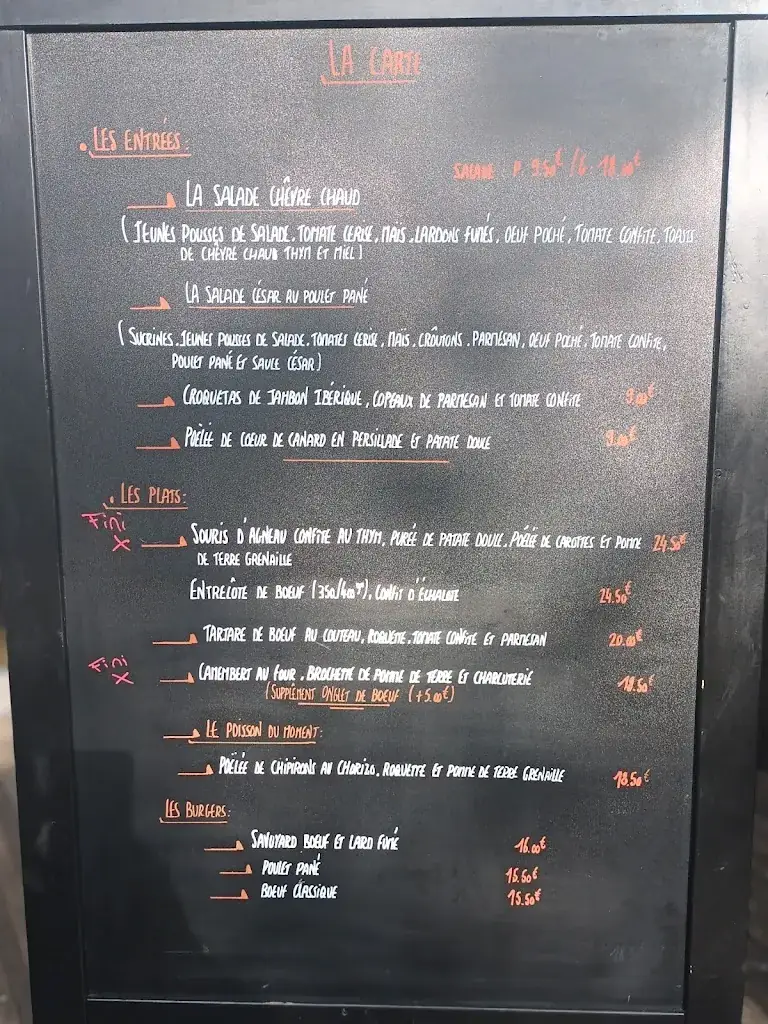 LA CARTE
. LES ENTRÉES:
SALADE : P. 9.50€ / G. 18.00€
LA SALADE CHÈVRE CHAUD
( JEUNES POUSSES DE SALADE, TOMATE CERISE, MAÏS, LARDONS FUMÉS, OEUF POCHÉ, TOMATE CONFITE, TOASTS
DE CHÈVRE CHAUD THYM ET MIEL )
LA SALADE CÉSAR AU POULET PANÉ
( SUCRINES, JEUNES POUSSES DE SALADE, TOMATES CERISE, MAÏS, CROÛTONS, PARMESAN, OEUF POCHÉ, TOMATE CONFITE,
POULET PANÉ ET SAUCE CÉSAR )
CROQUETAS DE JAMBON IBÉRIQUE, COPEAUX DE PARMESAN ET TOMATE CONFITE 9.00€
POÊLÉE DE COEUR DE CANARD EN PERSILLADE ET PATATE DOUCE 9.00€
. LES PLATS:
Fini X SOURIS D'AGNEAU CONFITE AU THYM, PURÉE DE PATATE DOUCE, POÊLÉE DE CAROTTES ET POMME 24.50€
DE TERRE GRENAILLE
ENTRECÔTE DE BOEUF (350/400gr), CONFIT D'ÉCHALOTE 24.50€
TARTARE DE BOEUF AU COUTEAU, ROQUETTE, TOMATE CONFITE ET PARMESAN 20.00€
Fini X CAMEMBERT AU FOUR, BROCHETTE DE POMME DE TERRE ET CHARCUTERIE 18.50€
(SUPPLÉMENT ONGLET DE BOEUF (+5.00€)
LE POISSON DU MOMENT:
POÊLÉE DE CHIPIRONS AU CHORIZO, ROQUETTE ET POMME DE TERRE GRENAILLE 18.50€
LES BURGERS:
SAVOYARD BOEUF ET LARD FUMÉ 16.00€
POULET PANÉ 15.50€
BOEUF CLASSIQUE 15.50€